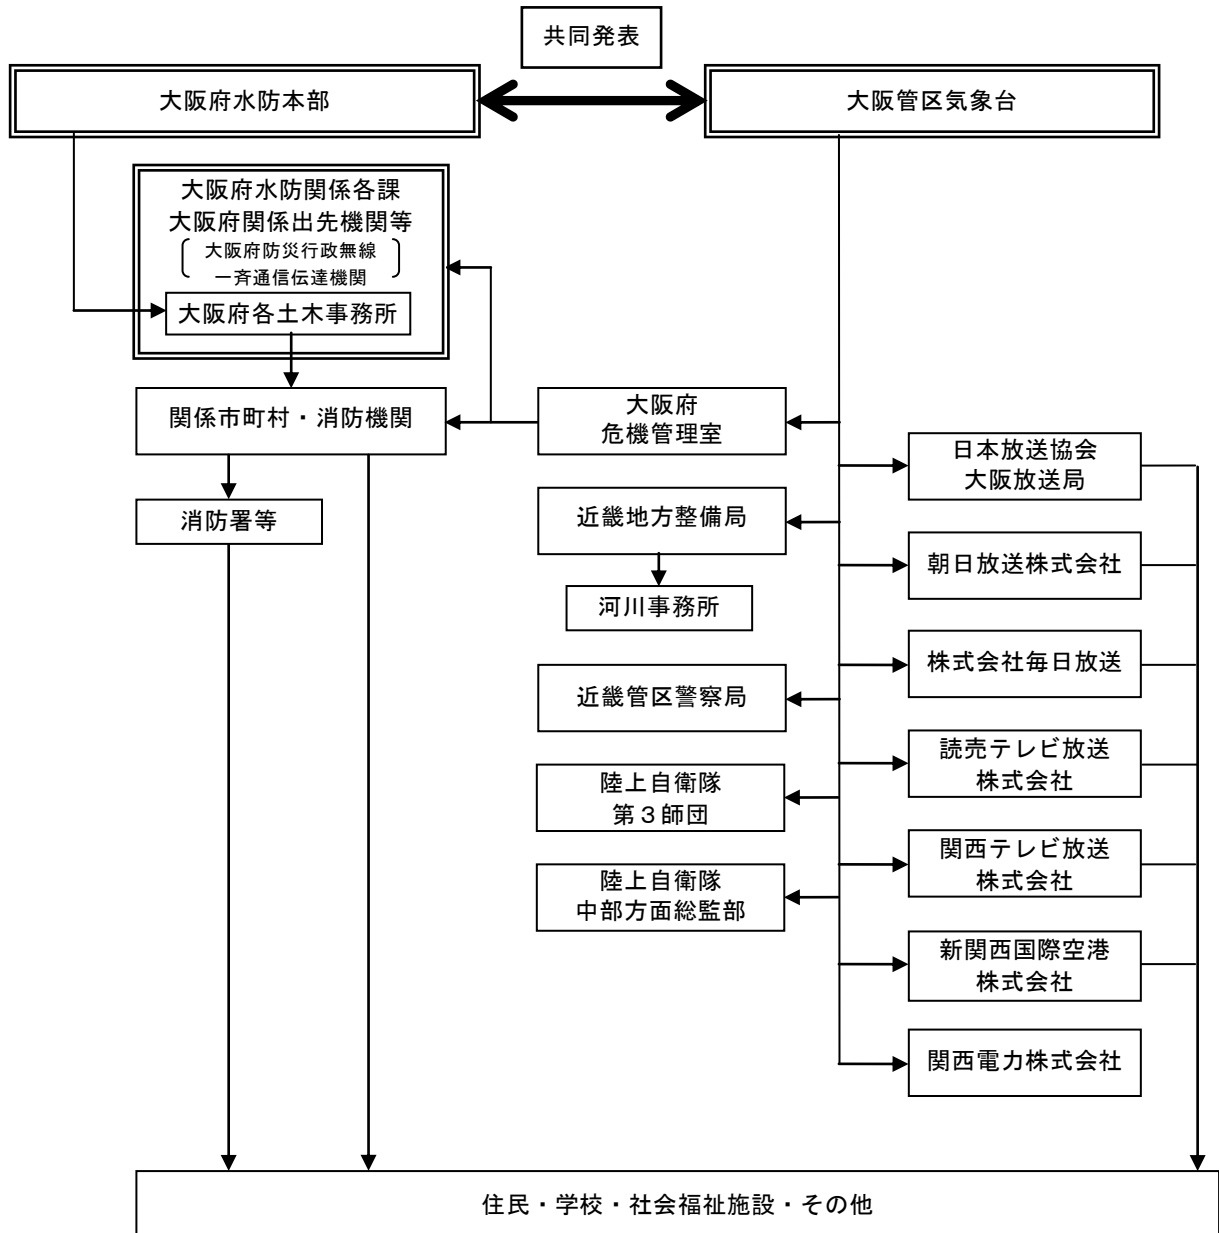 共同発表
大阪府水防本部
大阪管区気象台
大阪府水防関係各課
大阪府関係出先機関等
大阪府防災行政無線
一斉通信伝達機関
大阪府各土木事務所
関係市町村・消防機関
大阪府
危機管理室
日本放送協会
大阪放送局
消防署等
近畿地方整備局
朝日放送株式会社
河川事務所
株式会社毎日放送
近畿管区警察局
読売テレビ放送
株式会社
陸上自衛隊
第３師団
関西テレビ放送
株式会社
陸上自衛隊
中部方面総監部
新関西国際空港
株式会社
関西電力株式会社
住民・学校・社会福祉施設・その他